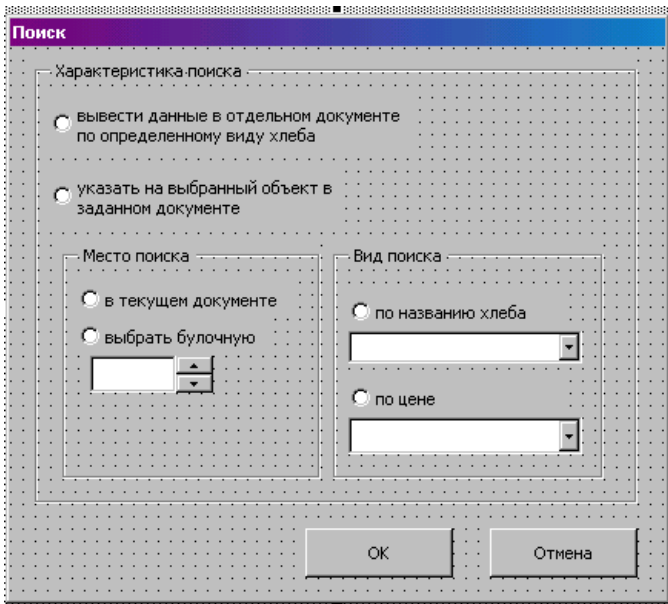 Поиск
Характеристика поиска
вывести данные в отдельном документе
по определенному виду хлеба
указать на выбранный объект в
заданном документе
Место поиска
в текущем документе
выбрать булочную
Вид поиска
по названию хлеба
по цене
OK
Отмена